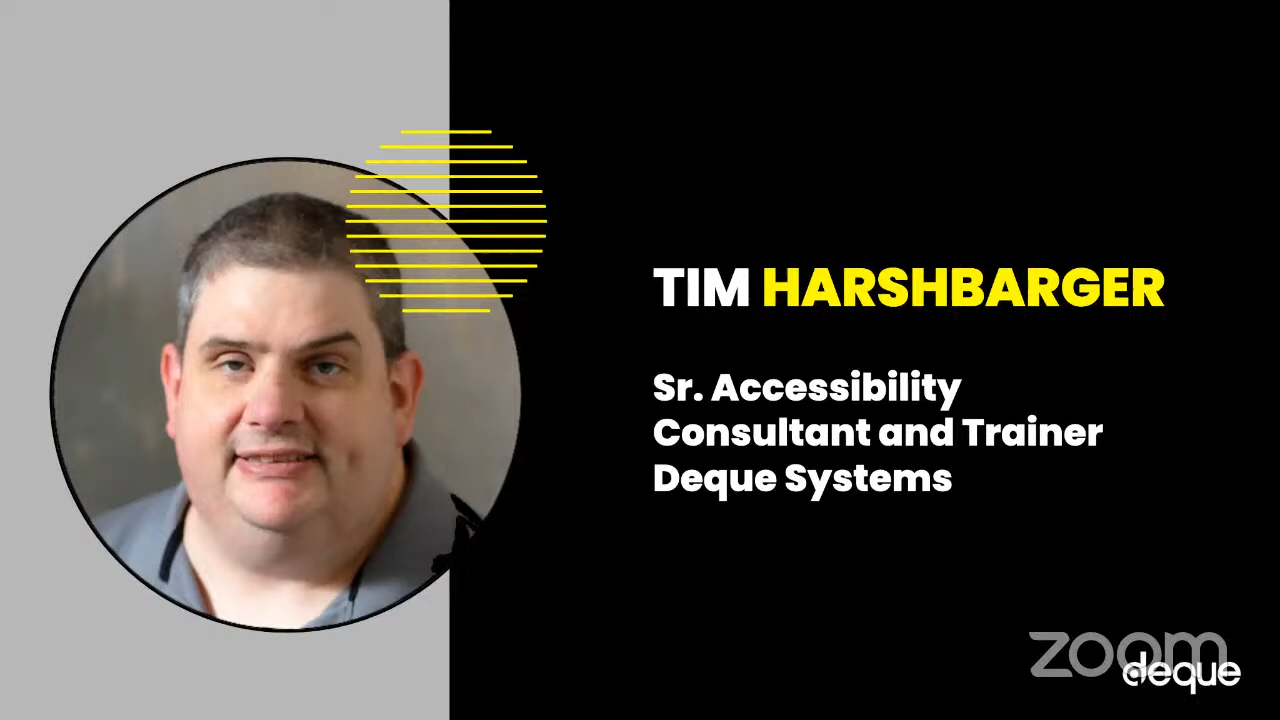 TIM HARSHBARGER
Sr. Accessibility
Consultant and Trainer
Deque Systems
zoom
deque